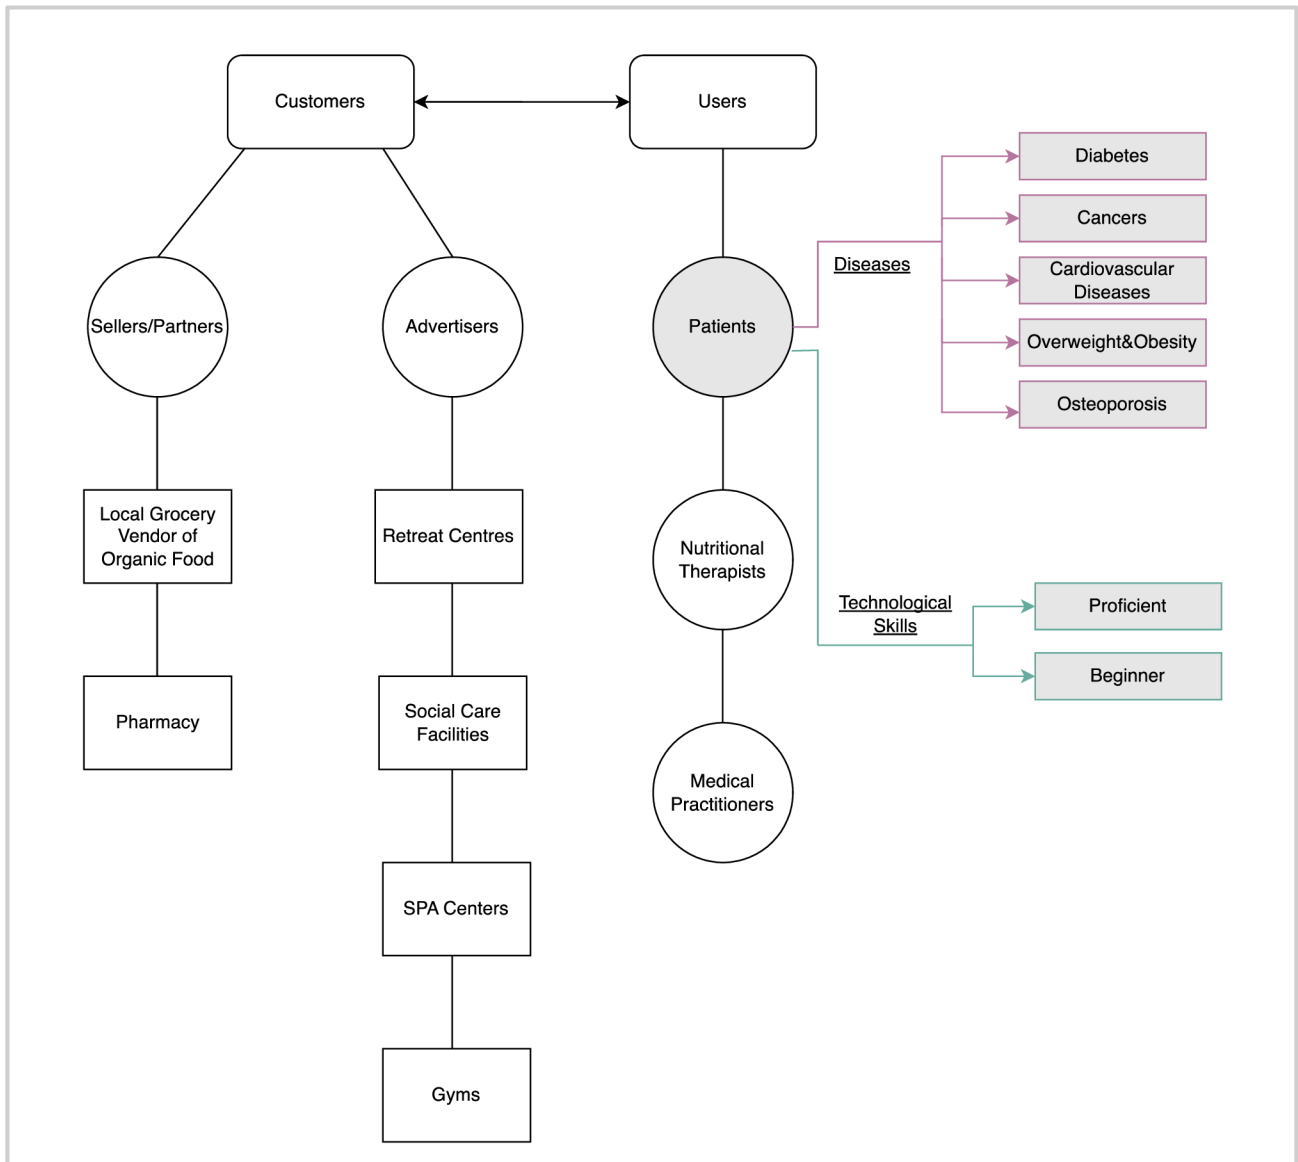 Customers
Users
Diabetes
Cancers
Diseases
Cardiovascular
Diseases
Sellers/Partners
Advertisers
Patients
Overweight&Obesity
Osteoporosis
Local Grocery
Vendor of
Organic Food
Retreat Centres
Nutritional
Therapists
Technological
Skills
Proficient
Beginner
Pharmacy
Social Care
Facilities
Medical
Practitioners
SPA Centers
Gyms